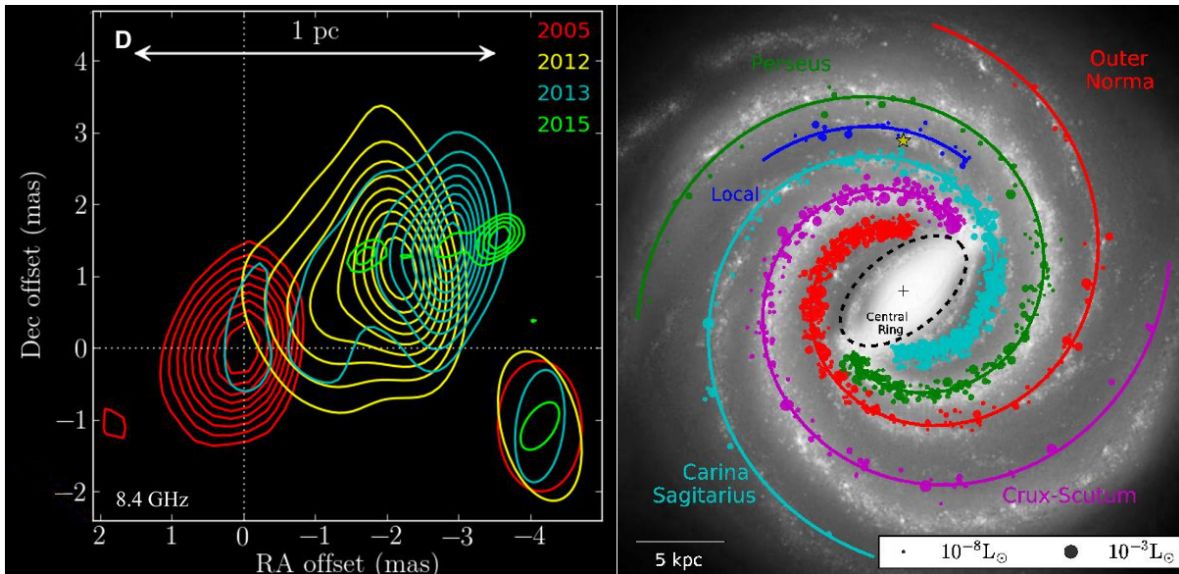 D
1 pc
2005
2012
2013
2015
4
3
2
1
0
−1
−2
Dec offset (mas)
8.4 GHz
2
1
0
−1
−2
−3
−4
RA offset (mas)
Perseus
Outer
Norma
Local
Central
Ring
Carina
Sagitarius
Crux-Scutum
5 kpc
10⁻⁸L☉
10⁻³L☉